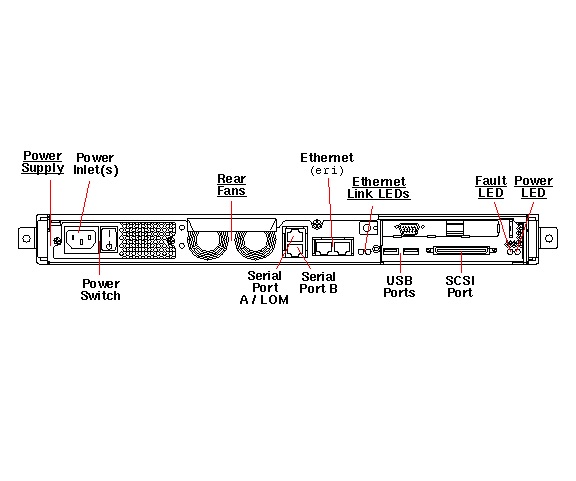 Power
Supply
Power
Inlet(s)
Rear
Fans
Ethernet
(eri)
Ethernet
Link LEDs
Fault
LED
Power
LED
Power
Switch
Serial
Port
A / LOM
Serial
Port B
USB
Ports
SCSI
Port